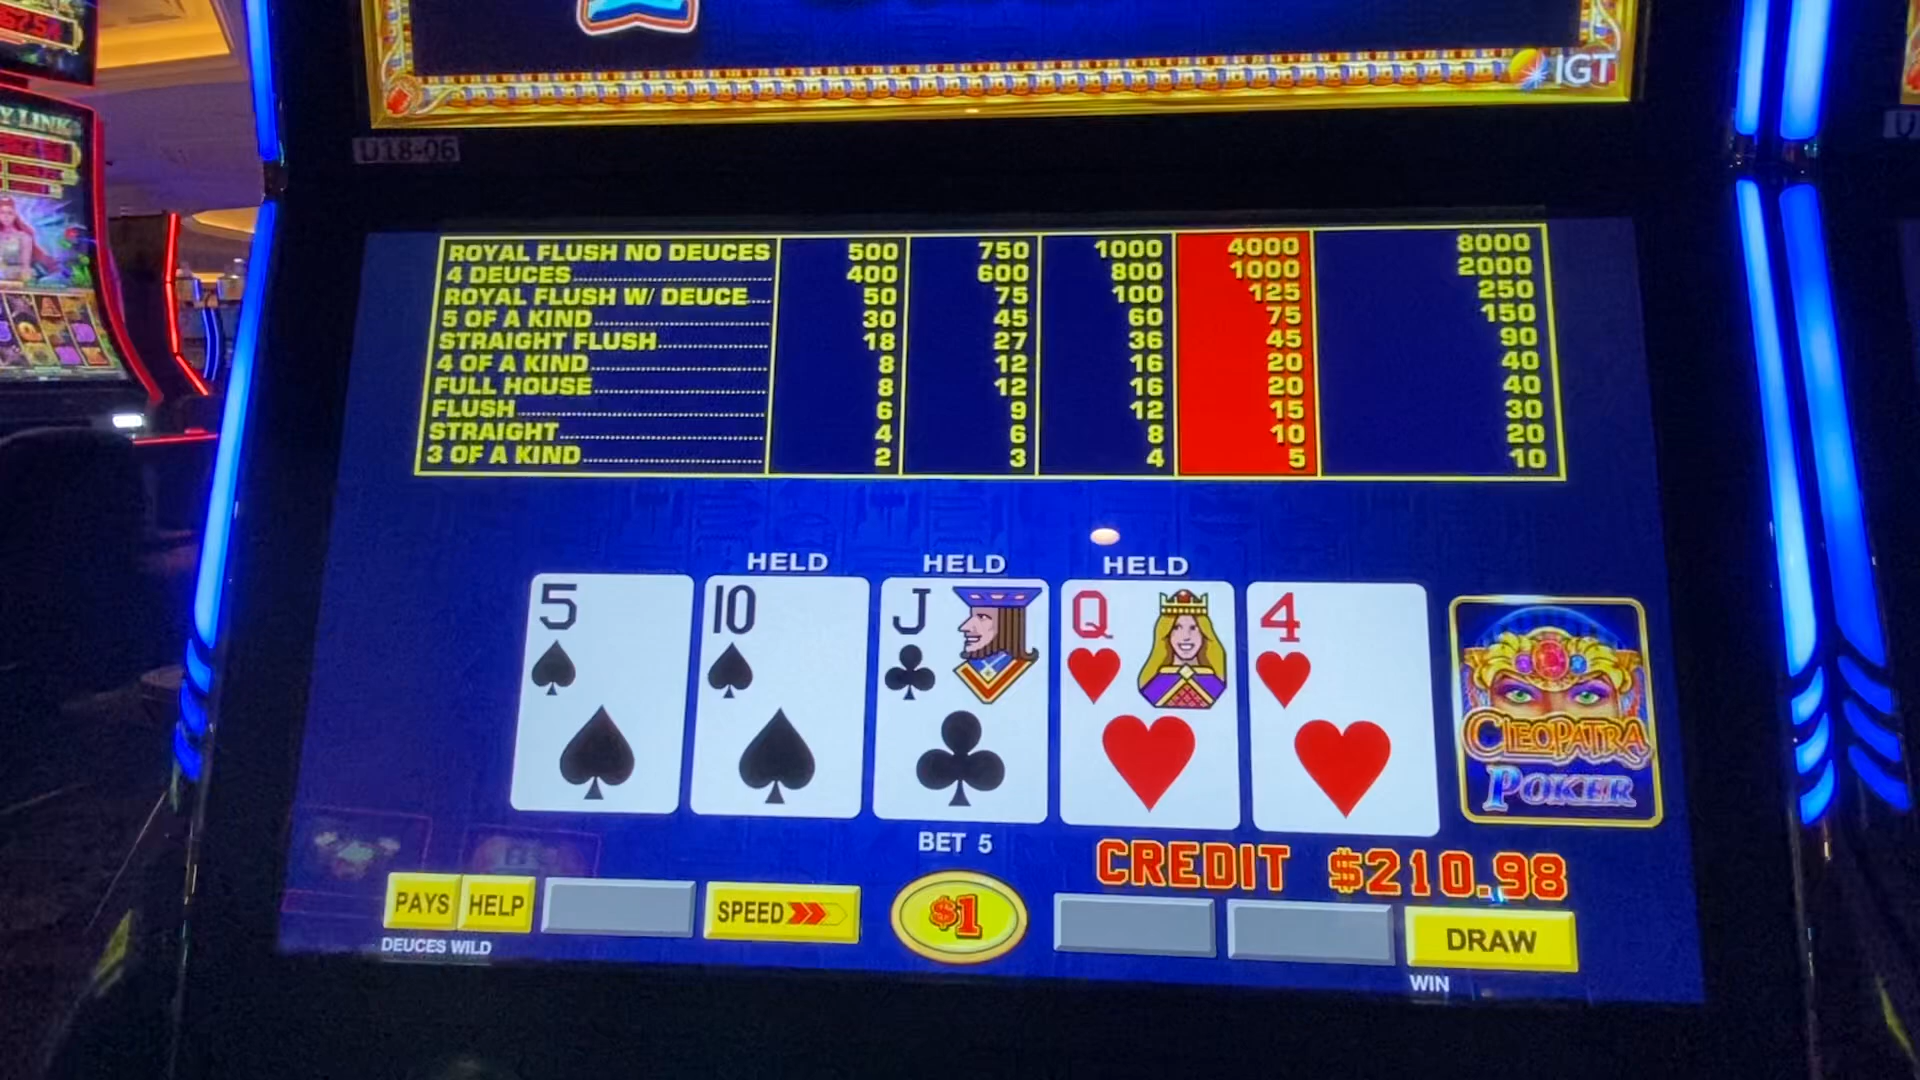 67.54
Y LINK
IGT
U18-06
ROYAL FLUSH NO DEUCES 500 750 1000 4000 8000
4 DEUCES 400 600 800 1000 2000
ROYAL FLUSH W/ DEUCE 50 75 100 125 250
5 OF A KIND 30 45 60 75 150
STRAIGHT FLUSH 18 27 36 45 90
4 OF A KIND 8 12 16 20 40
FULL HOUSE 8 12 16 20 40
FLUSH 6 9 12 15 30
STRAIGHT 4 6 8 10 20
3 OF A KIND 2 3 4 5 10
HELD HELD HELD
5 10 J Q 4
CLEOPATRA
POKER
BET 5
CREDIT $210.98
PAYS HELP SPEED $1 DRAW
DEUCES WILD
WIN